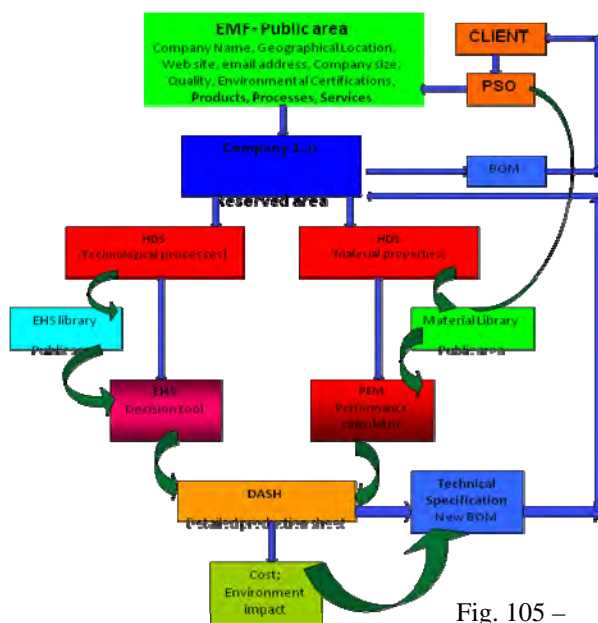 EMF- Public area
Company Name, Geographical Location,
Web site, email address, Company size,
Quality, Environmental Certifications,
Products, Processes, Services
CLIENT
PSO
Company 1..n
Reserved area
BOM
HDS
(Technological processes)
HDS
(Material properties)
EHS library
Public area
Material Library
Public area
EHS
Decision tool
PEM
Performance
calculator
DASH
Detailed production sheet
Technical
Specification
New BOM
Cost;
Environment
impact
Fig. 105 –